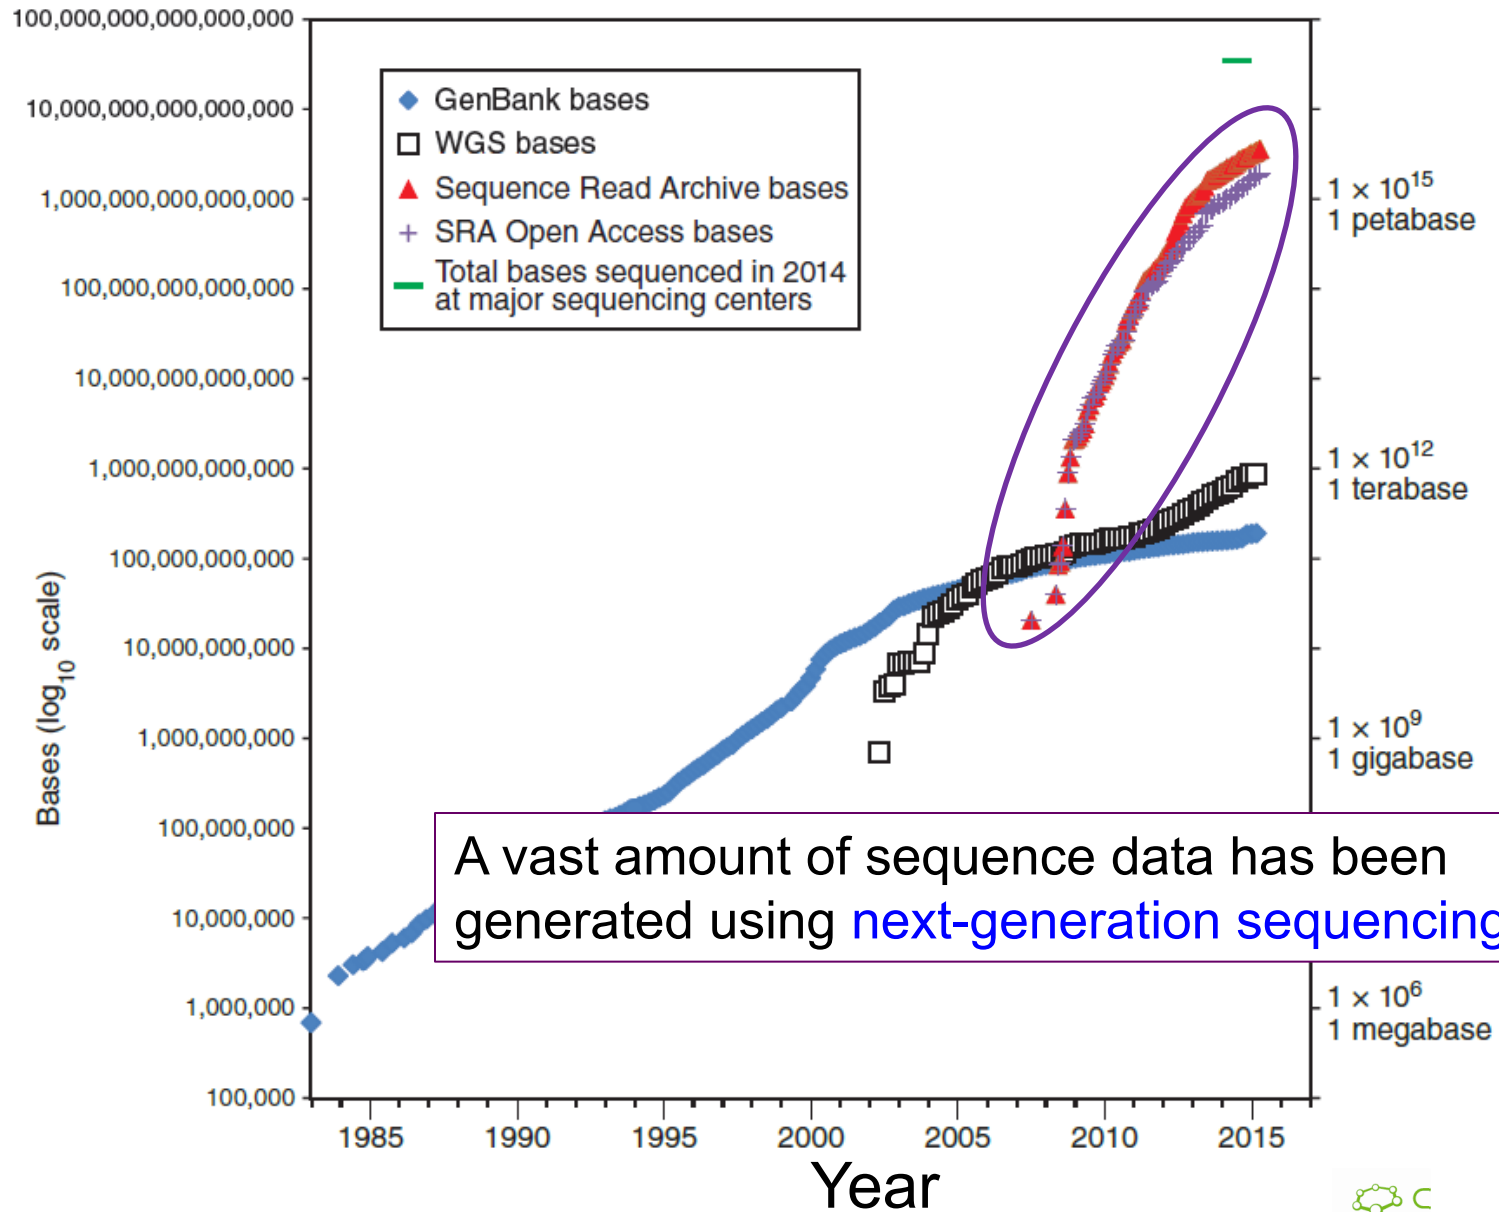 100,000,000,000,000,000
10,000,000,000,000,000
1,000,000,000,000,000
100,000,000,000,000
10,000,000,000,000
1,000,000,000,000
100,000,000,000
10,000,000,000
1,000,000,000
100,000,000
10,000,000
1,000,000
100,000
Bases (log10 scale)
GenBank bases
WGS bases
Sequence Read Archive bases
SRA Open Access bases
Total bases sequenced in 2014
at major sequencing centers
1 × 10^15
1 petabase
1 × 10^12
1 terabase
1 × 10^9
1 gigabase
1 × 10^6
1 megabase
A vast amount of sequence data has been
generated using next-generation sequencing
1985 1990 1995 2000 2005 2010 2015
Year